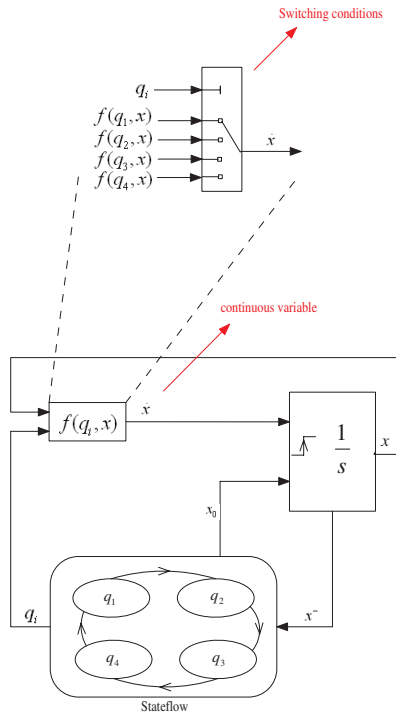 Switching conditions
q_i
f(q_1,x)
f(q_2,x)
f(q_3,x)
f(q_4,x)
ẋ
continuous variable
f(q_i,x)
ẋ
1/s
x
x_0
q_1
q_2
q_i
x⁻
q_4
q_3
Stateflow